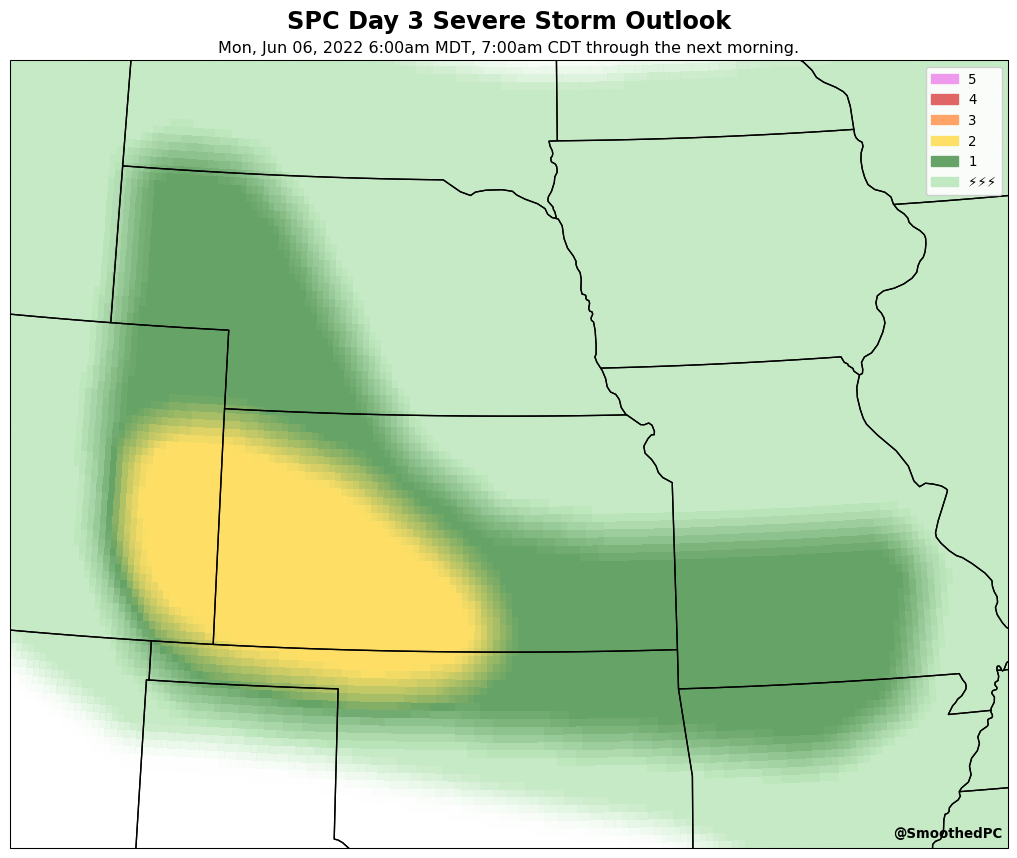 SPC Day 3 Severe Storm Outlook
Mon, Jun 06, 2022 6:00am MDT, 7:00am CDT through the next morning.
5
4
3
2
1
⚡⚡⚡
@SmoothedPC